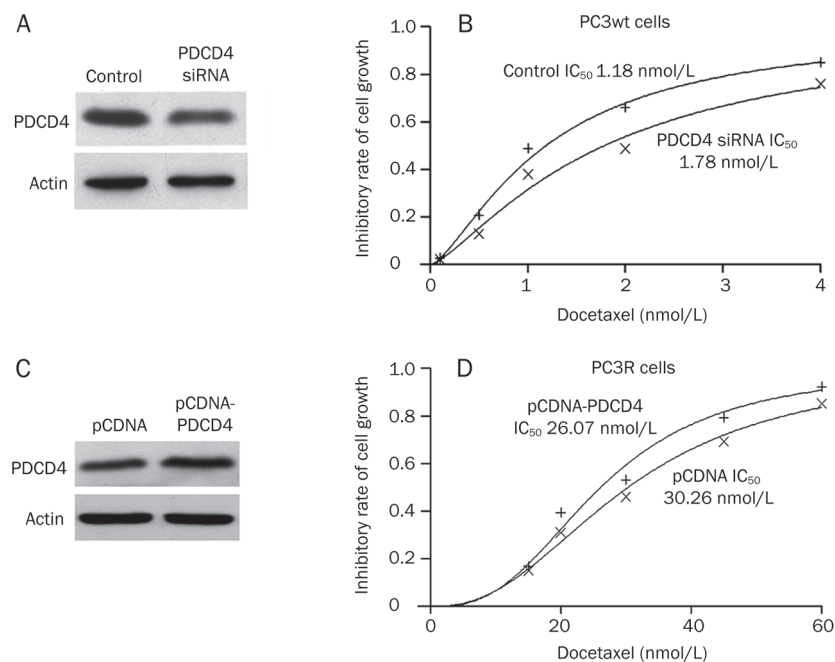 A
Control
PDCD4
siRNA
PDCD4
Actin
B
PC3wt cells
Inhibitory rate of cell growth
1.0
0.8
0.6
0.4
0.2
0
Control IC₅₀ 1.18 nmol/L
PDCD4 siRNA IC₅₀
1.78 nmol/L
0 1 2 3 4
Docetaxel (nmol/L)
C
pCDNA
pCDNA-
PDCD4
PDCD4
Actin
D
PC3R cells
Inhibitory rate of cell growth
1.0
0.8
0.6
0.4
0.2
0
pCDNA-PDCD4
IC₅₀ 26.07 nmol/L
pCDNA IC₅₀
30.26 nmol/L
0 20 40 60
Docetaxel (nmol/L)